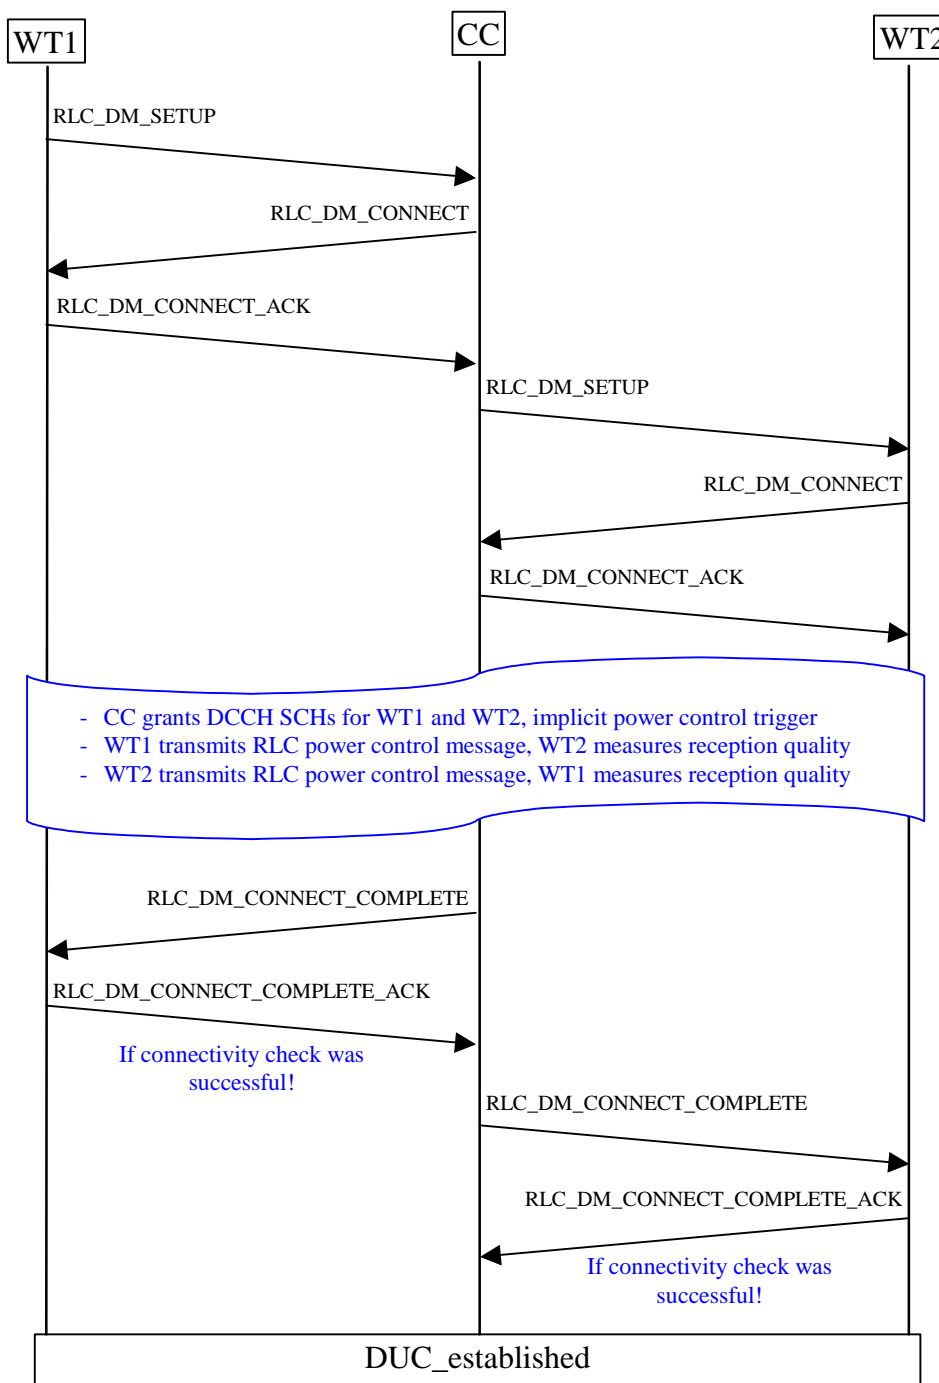 WT1
CC
WT2
RLC_DM_SETUP
RLC_DM_CONNECT
RLC_DM_CONNECT_ACK
RLC_DM_SETUP
RLC_DM_CONNECT
RLC_DM_CONNECT_ACK
- CC grants DCCH SCHs for WT1 and WT2, implicit power control trigger
- WT1 transmits RLC power control message, WT2 measures reception quality
- WT2 transmits RLC power control message, WT1 measures reception quality
RLC_DM_CONNECT_COMPLETE
RLC_DM_CONNECT_COMPLETE_ACK
If connectivity check was
successful!
RLC_DM_CONNECT_COMPLETE
RLC_DM_CONNECT_COMPLETE_ACK
If connectivity check was
successful!
DUC_established